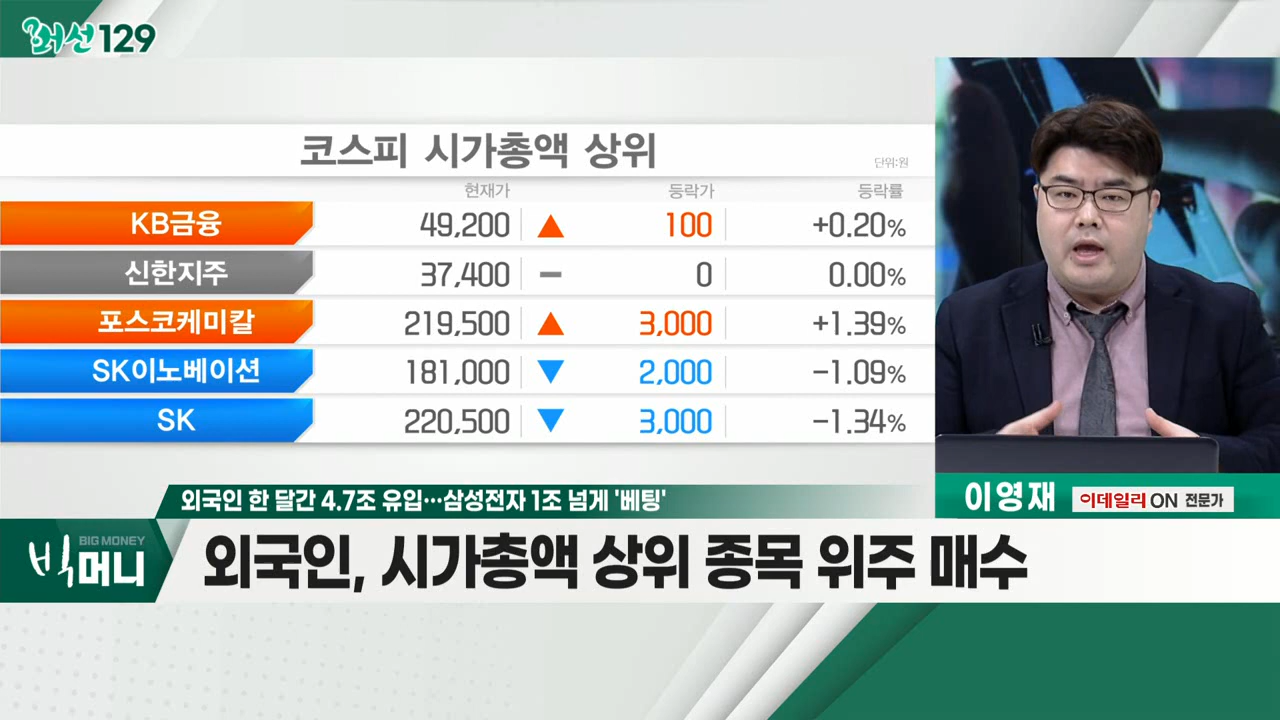 최선129
코스피 시가총액 상위
단위:원
현재가 등락가 등락률
KB금융 49,200 ▲ 100 +0.20%
신한지주 37,400 − 0 0.00%
포스코케미칼 219,500 ▲ 3,000 +1.39%
SK이노베이션 181,000 ▼ 2,000 −1.09%
SK 220,500 ▼ 3,000 −1.34%
이영재 이데일리ON 전문가
외국인 한 달간 4.7조 유입…삼성전자 1조 넘게 '베팅'
BIG MONEY
빅머니
외국인, 시가총액 상위 종목 위주 매수